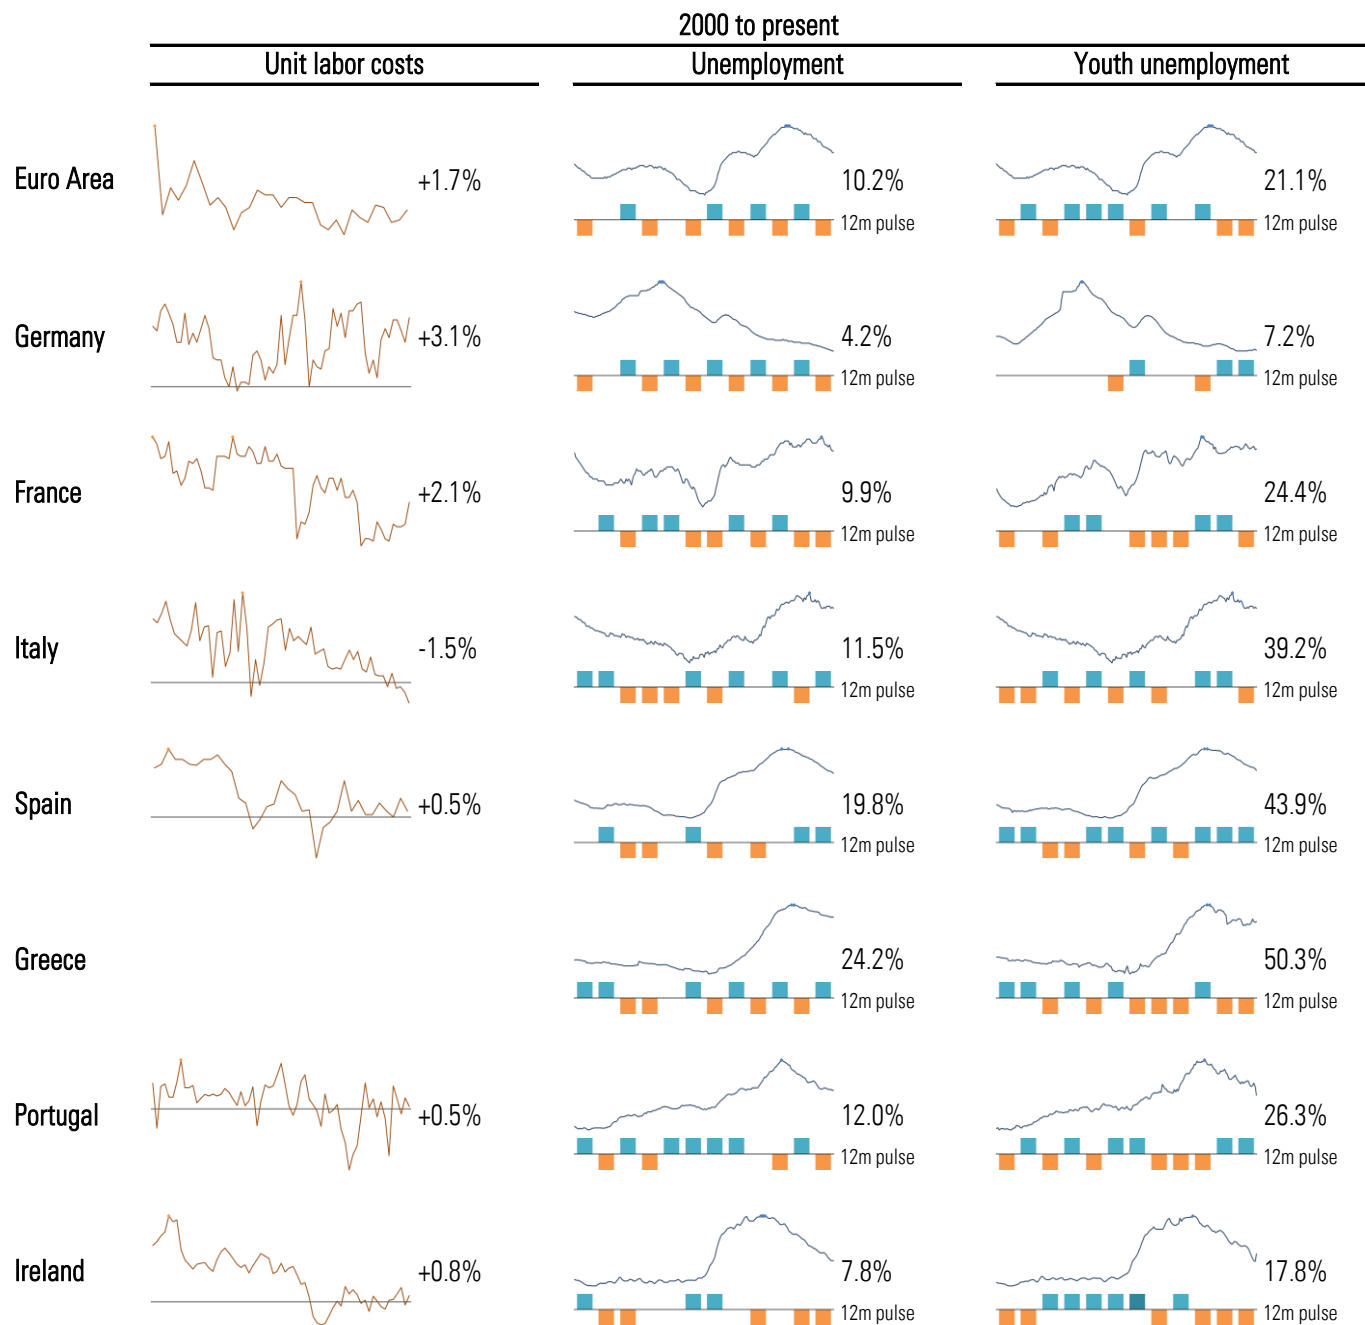 2000 to present
Unit labor costs Unemployment Youth unemployment
Euro Area +1.7% 10.2% 21.1%
12m pulse 12m pulse
Germany +3.1% 4.2% 7.2%
12m pulse 12m pulse
France +2.1% 9.9% 24.4%
12m pulse 12m pulse
Italy -1.5% 11.5% 39.2%
12m pulse 12m pulse
Spain +0.5% 19.8% 43.9%
12m pulse 12m pulse
Greece 24.2% 50.3%
12m pulse 12m pulse
Portugal +0.5% 12.0% 26.3%
12m pulse 12m pulse
Ireland +0.8% 7.8% 17.8%
12m pulse 12m pulse